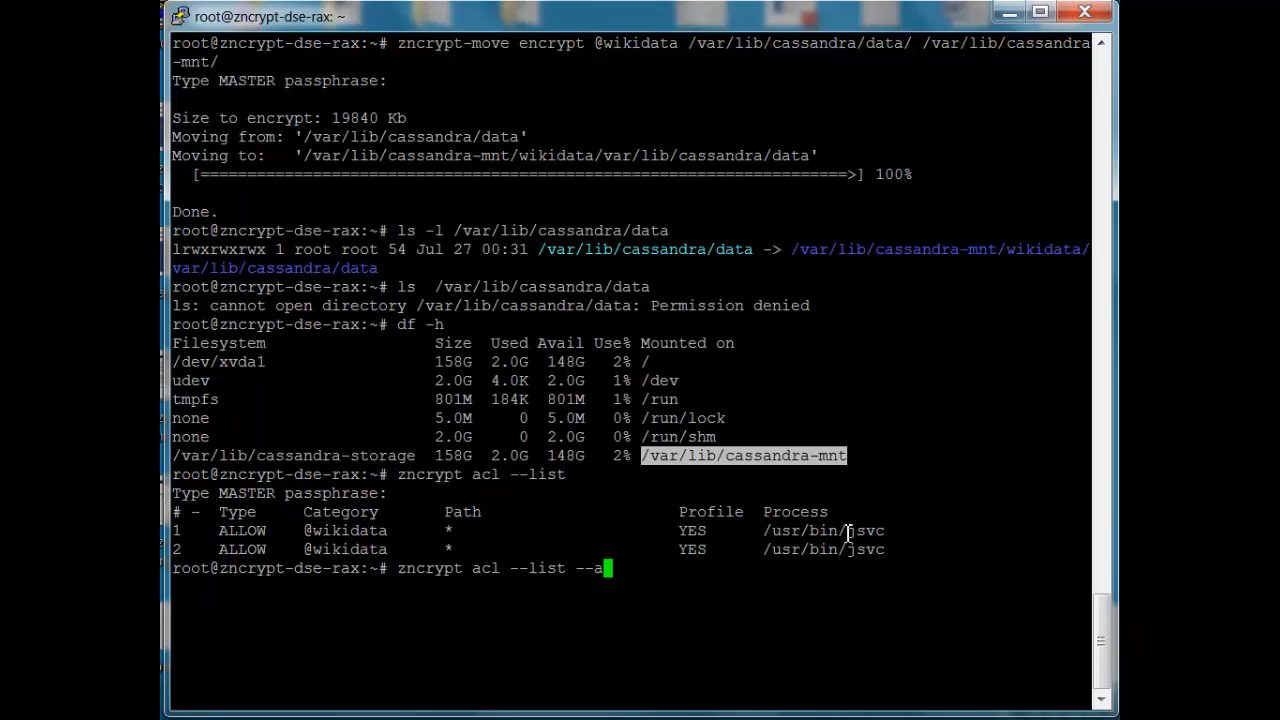 root@zncrypt-dse-rax: ~
root@zncrypt-dse-rax:~# zncrypt-move encrypt @wikidata /var/lib/cassandra/data/ /var/lib/cassandra
-mnt/
Type MASTER passphrase:
Size to encrypt: 19840 Kb
Moving from: '/var/lib/cassandra/data'
Moving to:   '/var/lib/cassandra-mnt/wikidata/var/lib/cassandra/data'
[=====================================================================>] 100%
Done.
root@zncrypt-dse-rax:~# ls -l /var/lib/cassandra/data
lrwxrwxrwx 1 root root 54 Jul 27 00:31 /var/lib/cassandra/data -> /var/lib/cassandra-mnt/wikidata/
var/lib/cassandra/data
root@zncrypt-dse-rax:~# ls  /var/lib/cassandra/data
ls: cannot open directory /var/lib/cassandra/data: Permission denied
root@zncrypt-dse-rax:~# df -h
Filesystem                  Size  Used Avail Use% Mounted on
/dev/xvda1                  158G  2.0G  148G   2% /
udev                        2.0G  4.0K  2.0G   1% /dev
tmpfs                       801M  184K  801M   1% /run
none                        5.0M     0  5.0M   0% /run/lock
none                        2.0G     0  2.0G   0% /run/shm
/var/lib/cassandra-storage  158G  2.0G  148G   2% /var/lib/cassandra-mnt
root@zncrypt-dse-rax:~# zncrypt acl --list
Type MASTER passphrase:
# -  Type     Category        Path                     Profile  Process
1    ALLOW    @wikidata       *                        YES      /usr/bin/jsvc
2    ALLOW    @wikidata       *                        YES      /usr/bin/jsvc
root@zncrypt-dse-rax:~# zncrypt acl --list --a